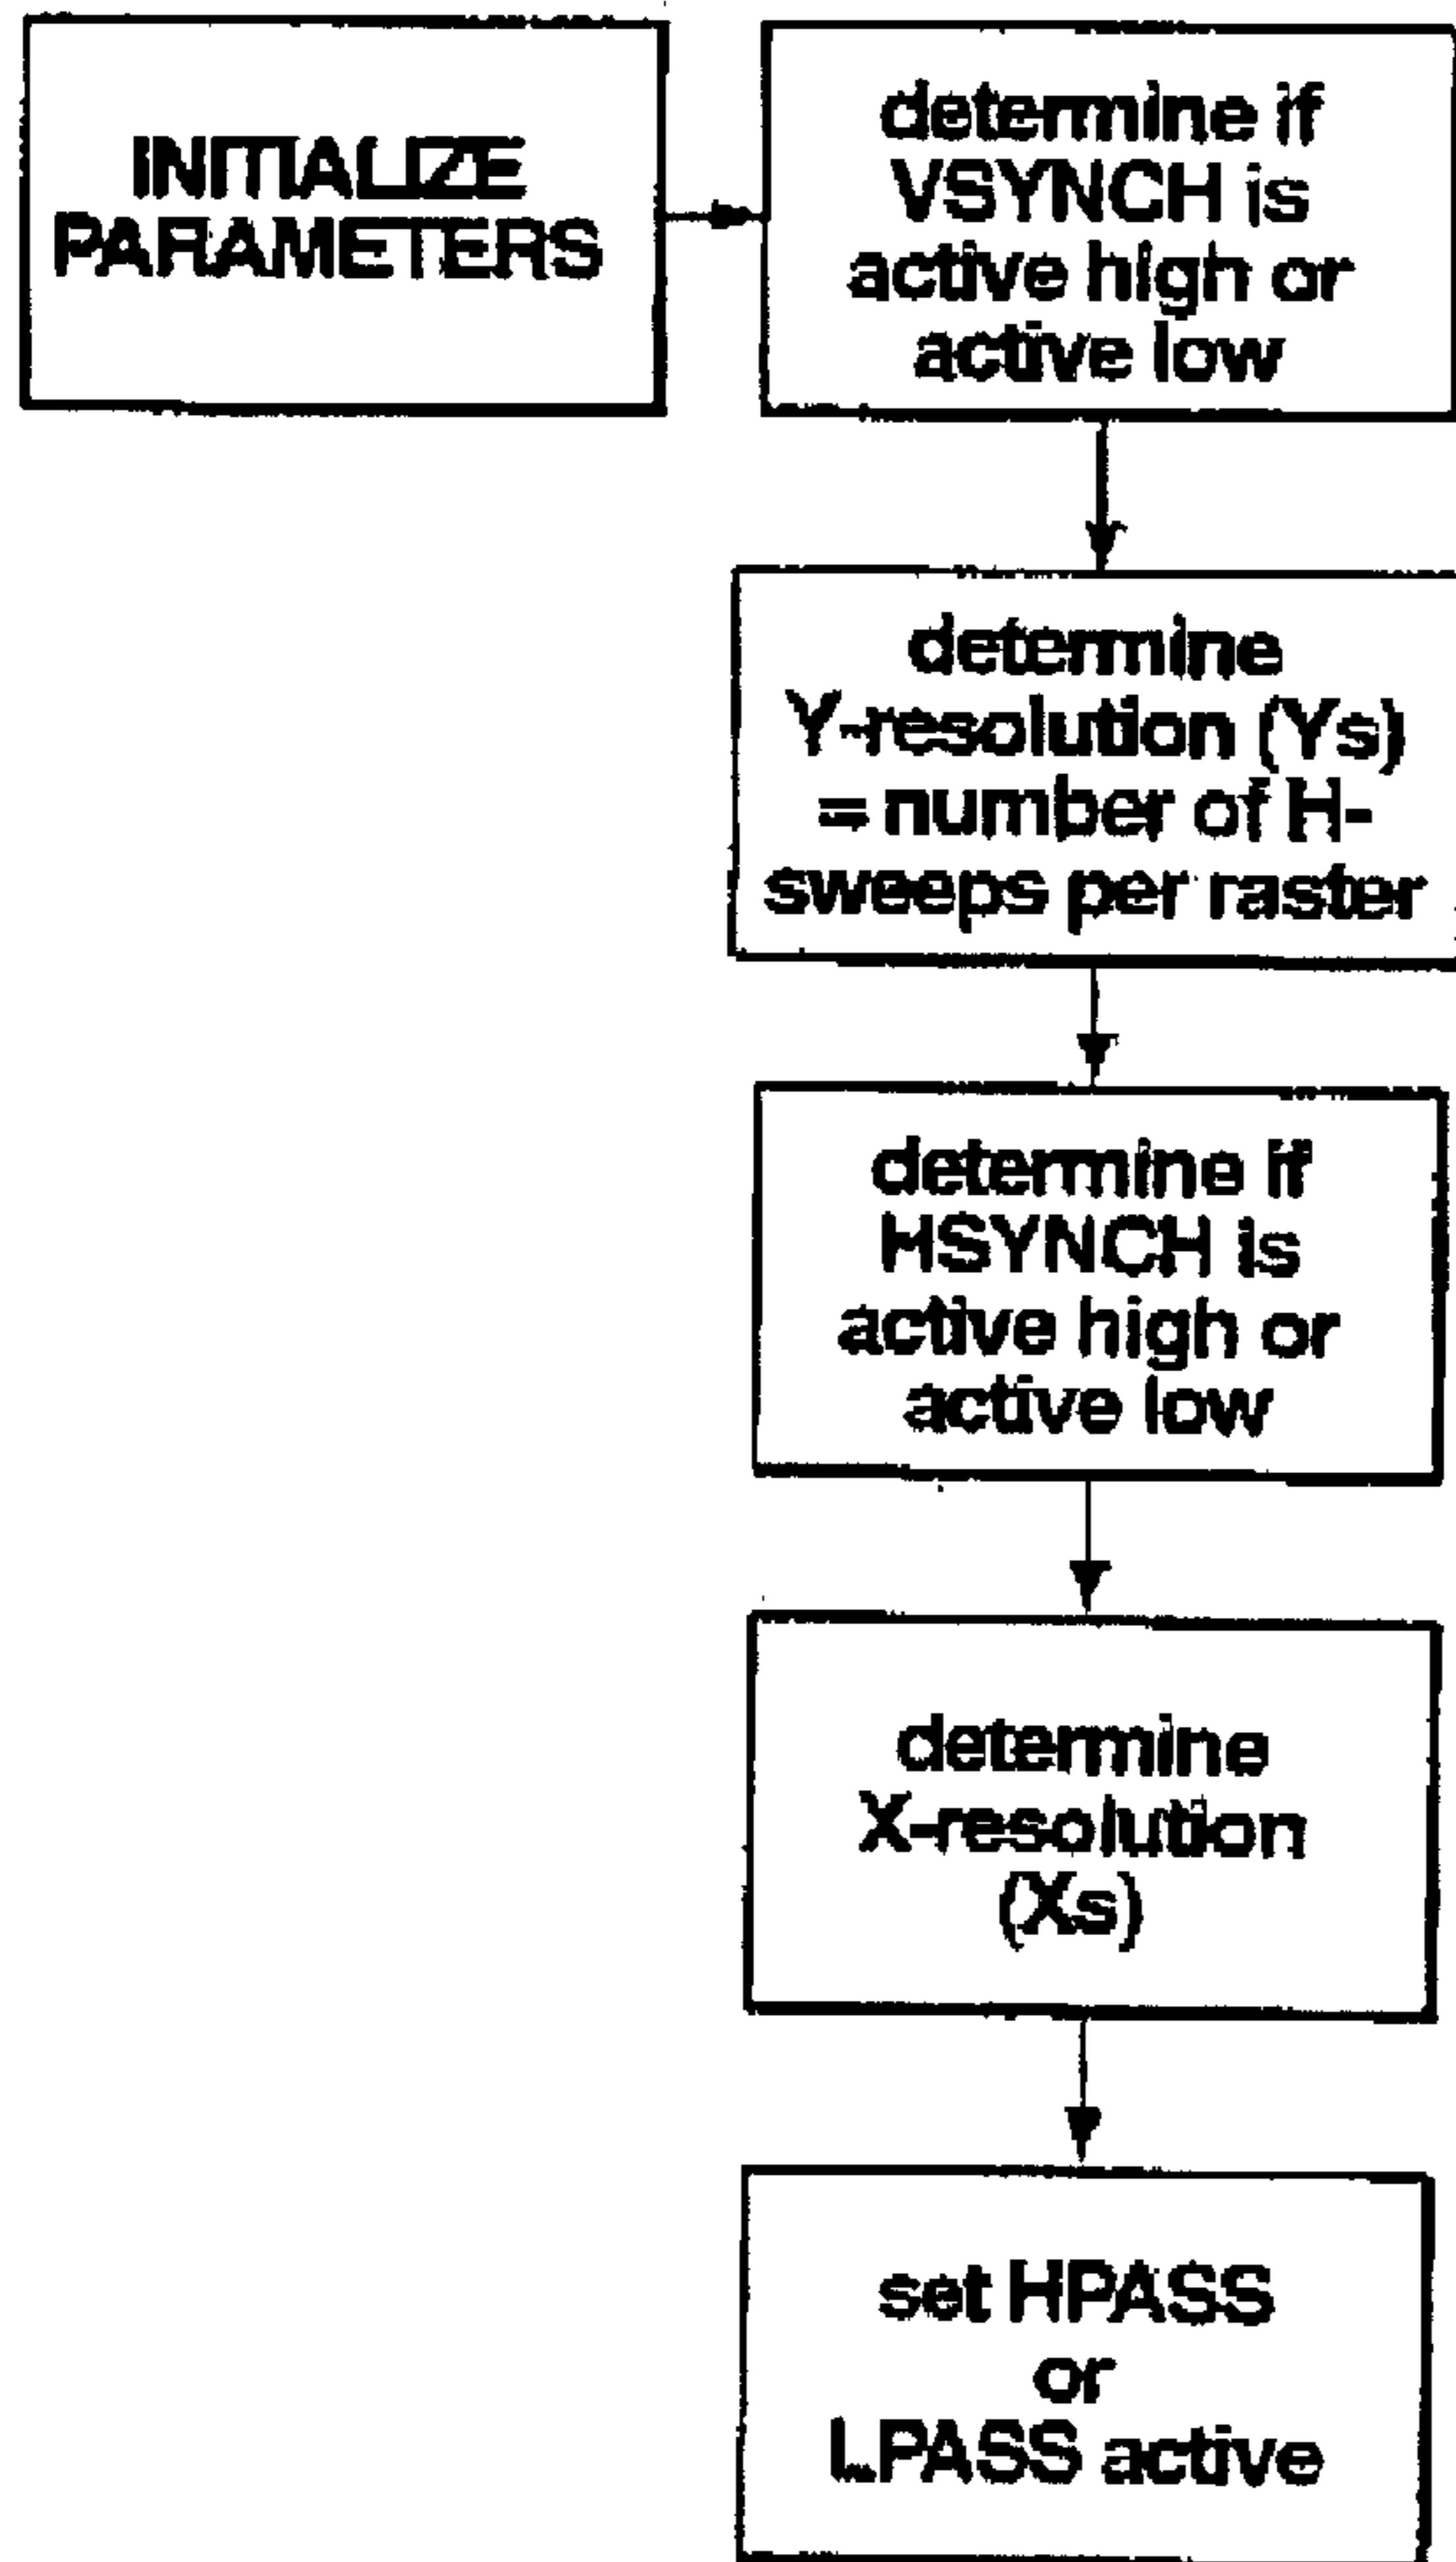 INITIALIZE
PARAMETERS
determine if
VSYNCH is
active high or
active low
determine
Y-resolution (Ys)
= number of H-
sweeps per raster
determine if
HSYNCH is
active high or
active low
determine
X-resolution
(Xs)
set HPASS
or
LPASS active